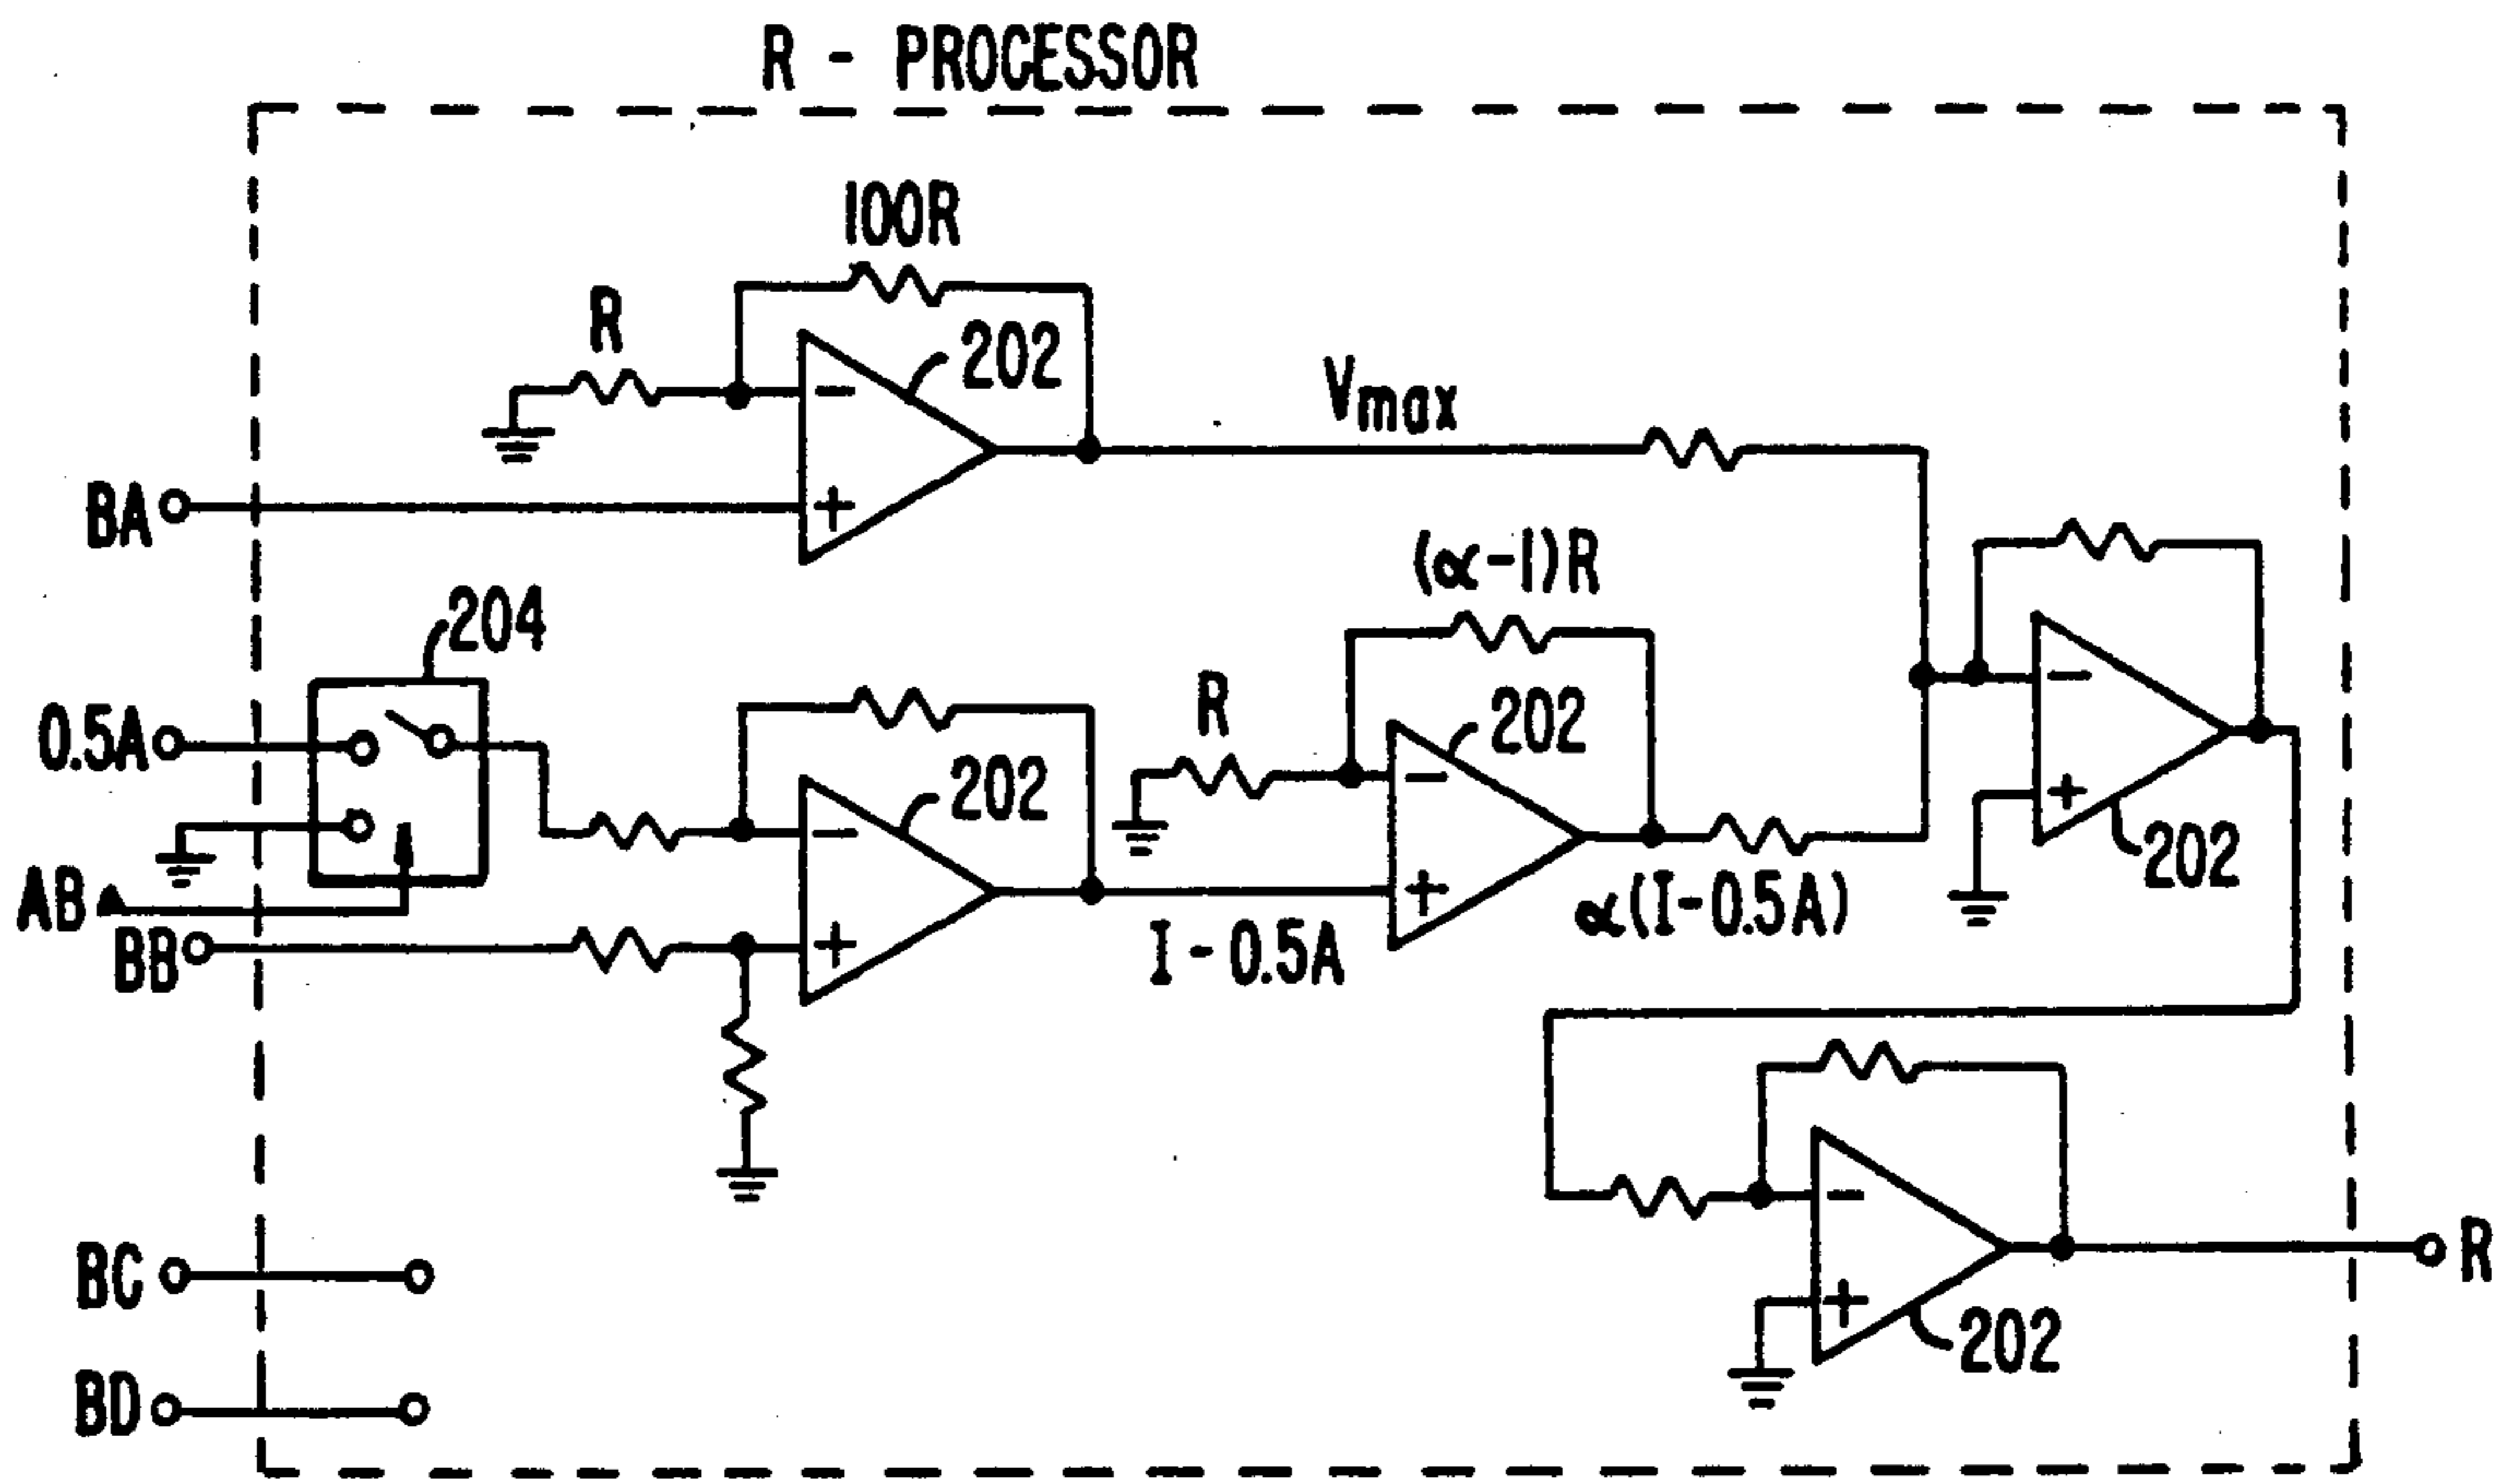 R - PROCESSOR
100R
R
202
Vmax
BA
(∝-1)R
204
R
202
0.5A
202
202
AB
∝(I-0.5A)
BB
I-0.5A
BC
R
202
BD